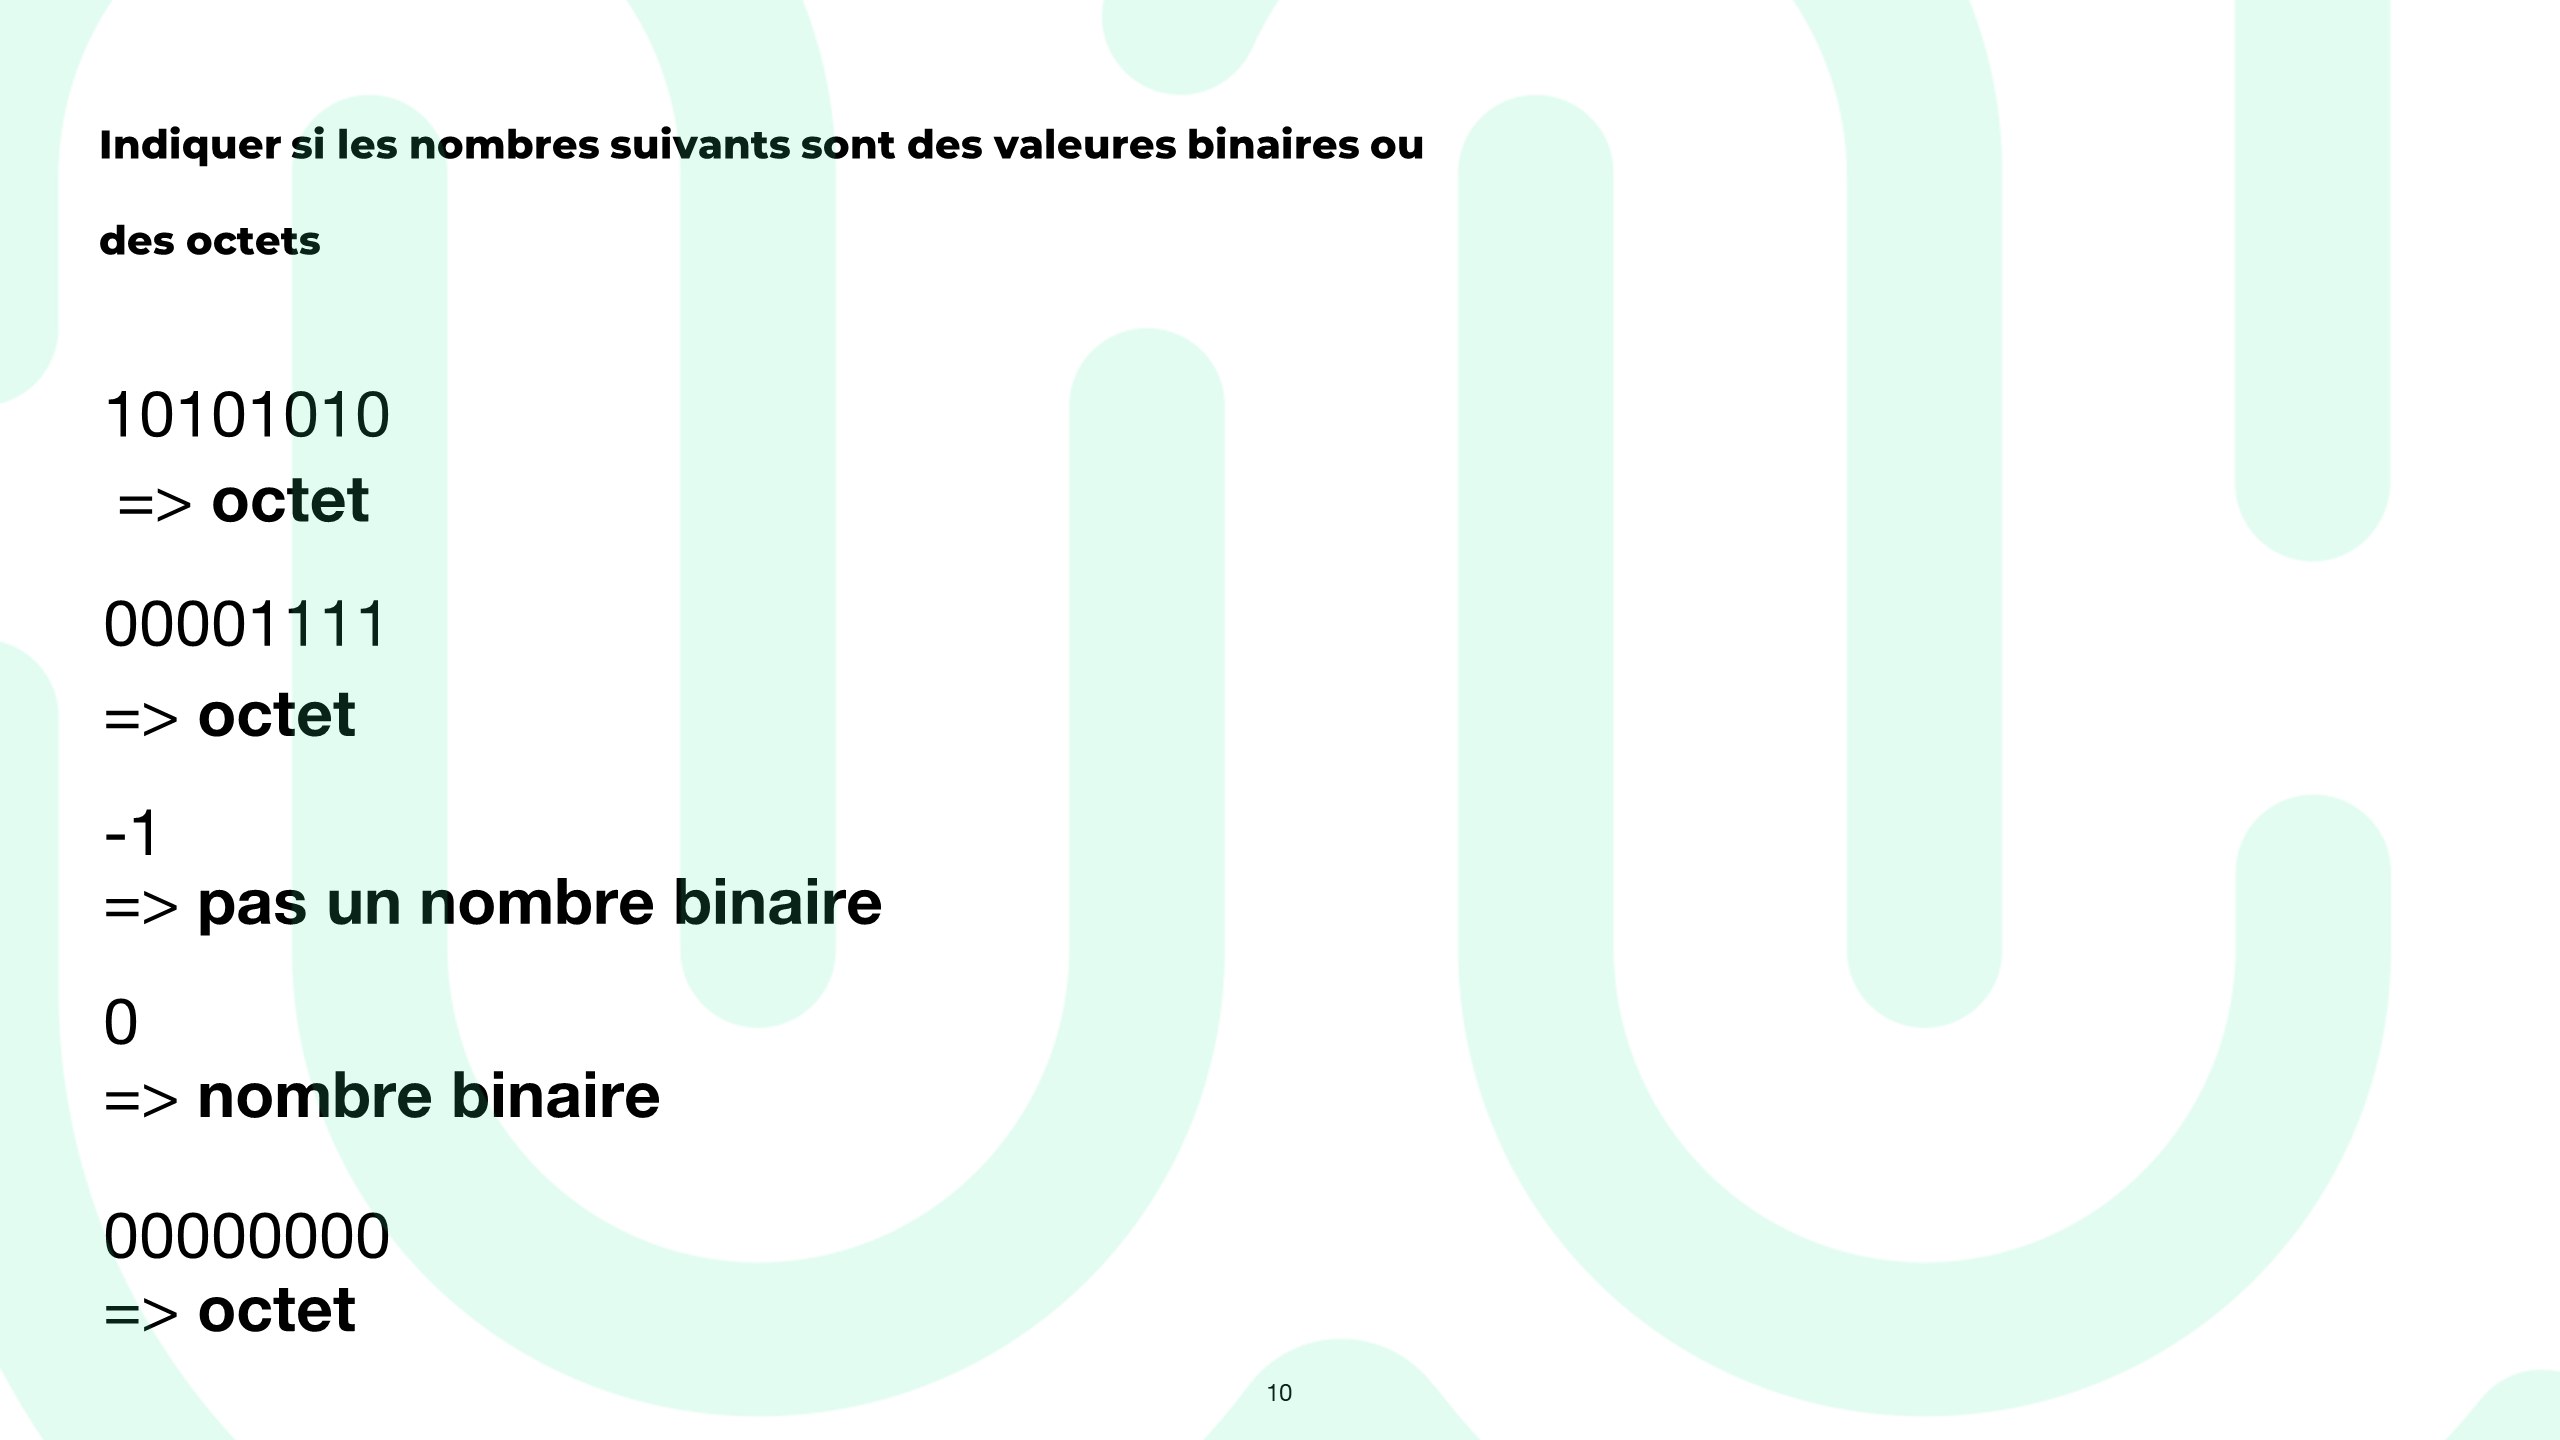 Indiquer si les nombres suivants sont des valeures binaires ou
des octets
10101010
=> octet
00001111
=> octet
-1
=> pas un nombre binaire
0
=> nombre binaire
00000000
=> octet
10